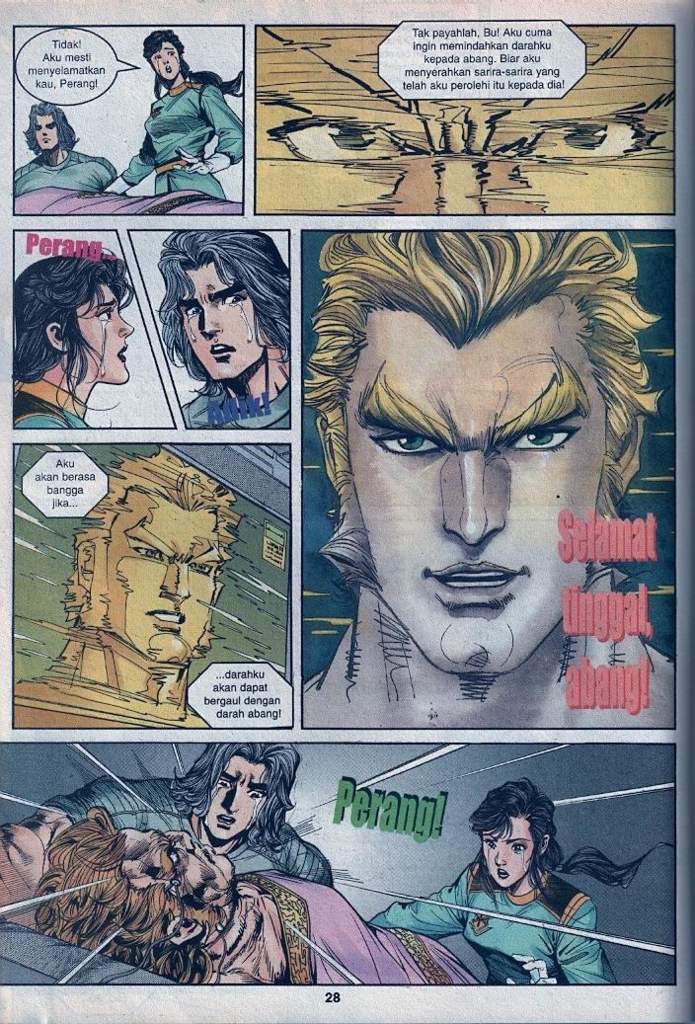 Tidak!
Aku mesti
menyelamatkan
kau, Perang!
Tak payahlah, Bu! Aku cuma
ingin memindahkan darahku
kepada abang. Biar aku
menyerahkan sarira-sarira yang
telah aku perolehi itu kepada dia!
Perang...
Adik!
Aku
akan berasa
bangga
jika...
...darahku
akan dapat
bergaul dengan
darah abang!
Selamat
tinggal,
abang!
Perang!
28